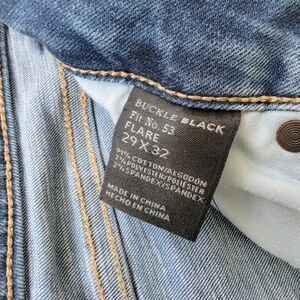 BUCKLE BLACK
Fit No. 53
FLARE
29 X 32
91% COTTON/ALGODÓN
7% POLYESTER/POLIESTER
2% SPANDEX/SPANDEX
MADE IN CHINA
HECHO EN CHINA